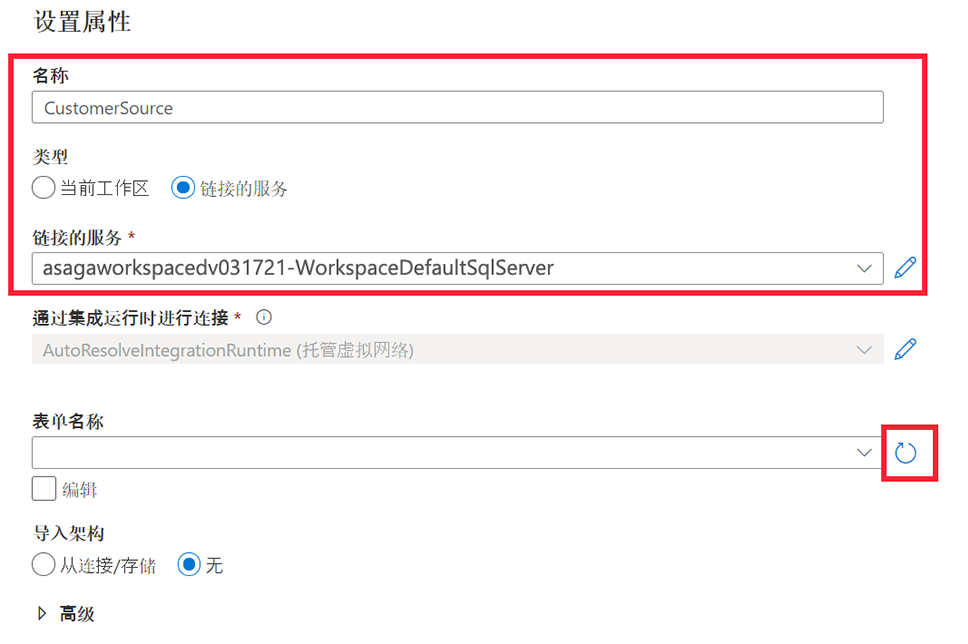 设置属性
名称
CustomerSource
类型
当前工作区 链接的服务
链接的服务 *
asagaworkspacedv031721-WorkspaceDefaultSqlServer
通过集成运行时进行连接 *
AutoResolveIntegrationRuntime (托管虚拟网络)
表单名称
编辑
导入架构
从连接/存储 无
高级